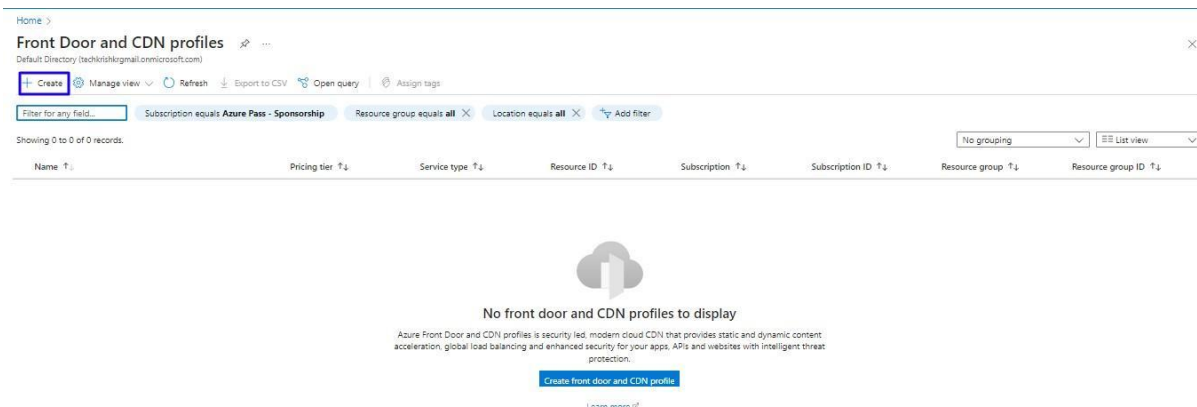 Home >
Front Door and CDN profiles ...
Default Directory (techkrishkrgmail.onmicrosoft.com)
+ Create Manage view Refresh Export to CSV Open query Assign tags
Filter for any field... Subscription equals Azure Pass - Sponsorship Resource group equals all × Location equals all × Add filter
Showing 0 to 0 of 0 records. No grouping List view
Name ↑↓ Pricing tier ↑↓ Service type ↑↓ Resource ID ↑↓ Subscription ↑↓ Subscription ID ↑↓ Resource group ↑↓ Resource group ID ↑↓
No front door and CDN profiles to display
Azure Front Door and CDN profiles is security led, modern cloud CDN that provides static and dynamic content
acceleration, global load balancing and enhanced security for your apps, APIs and websites with intelligent threat
protection.
Create front door and CDN profile
Learn more